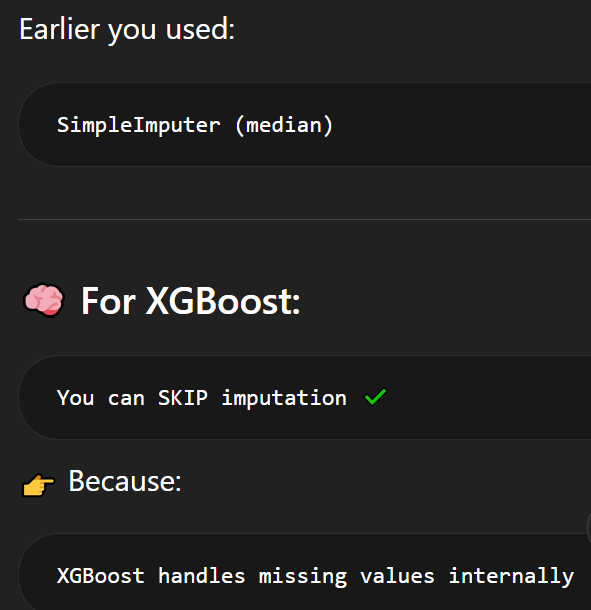 Earlier you used:
SimpleImputer (median)
🧠 For XGBoost:
You can SKIP imputation ✔
👉 Because:
XGBoost handles missing values internally